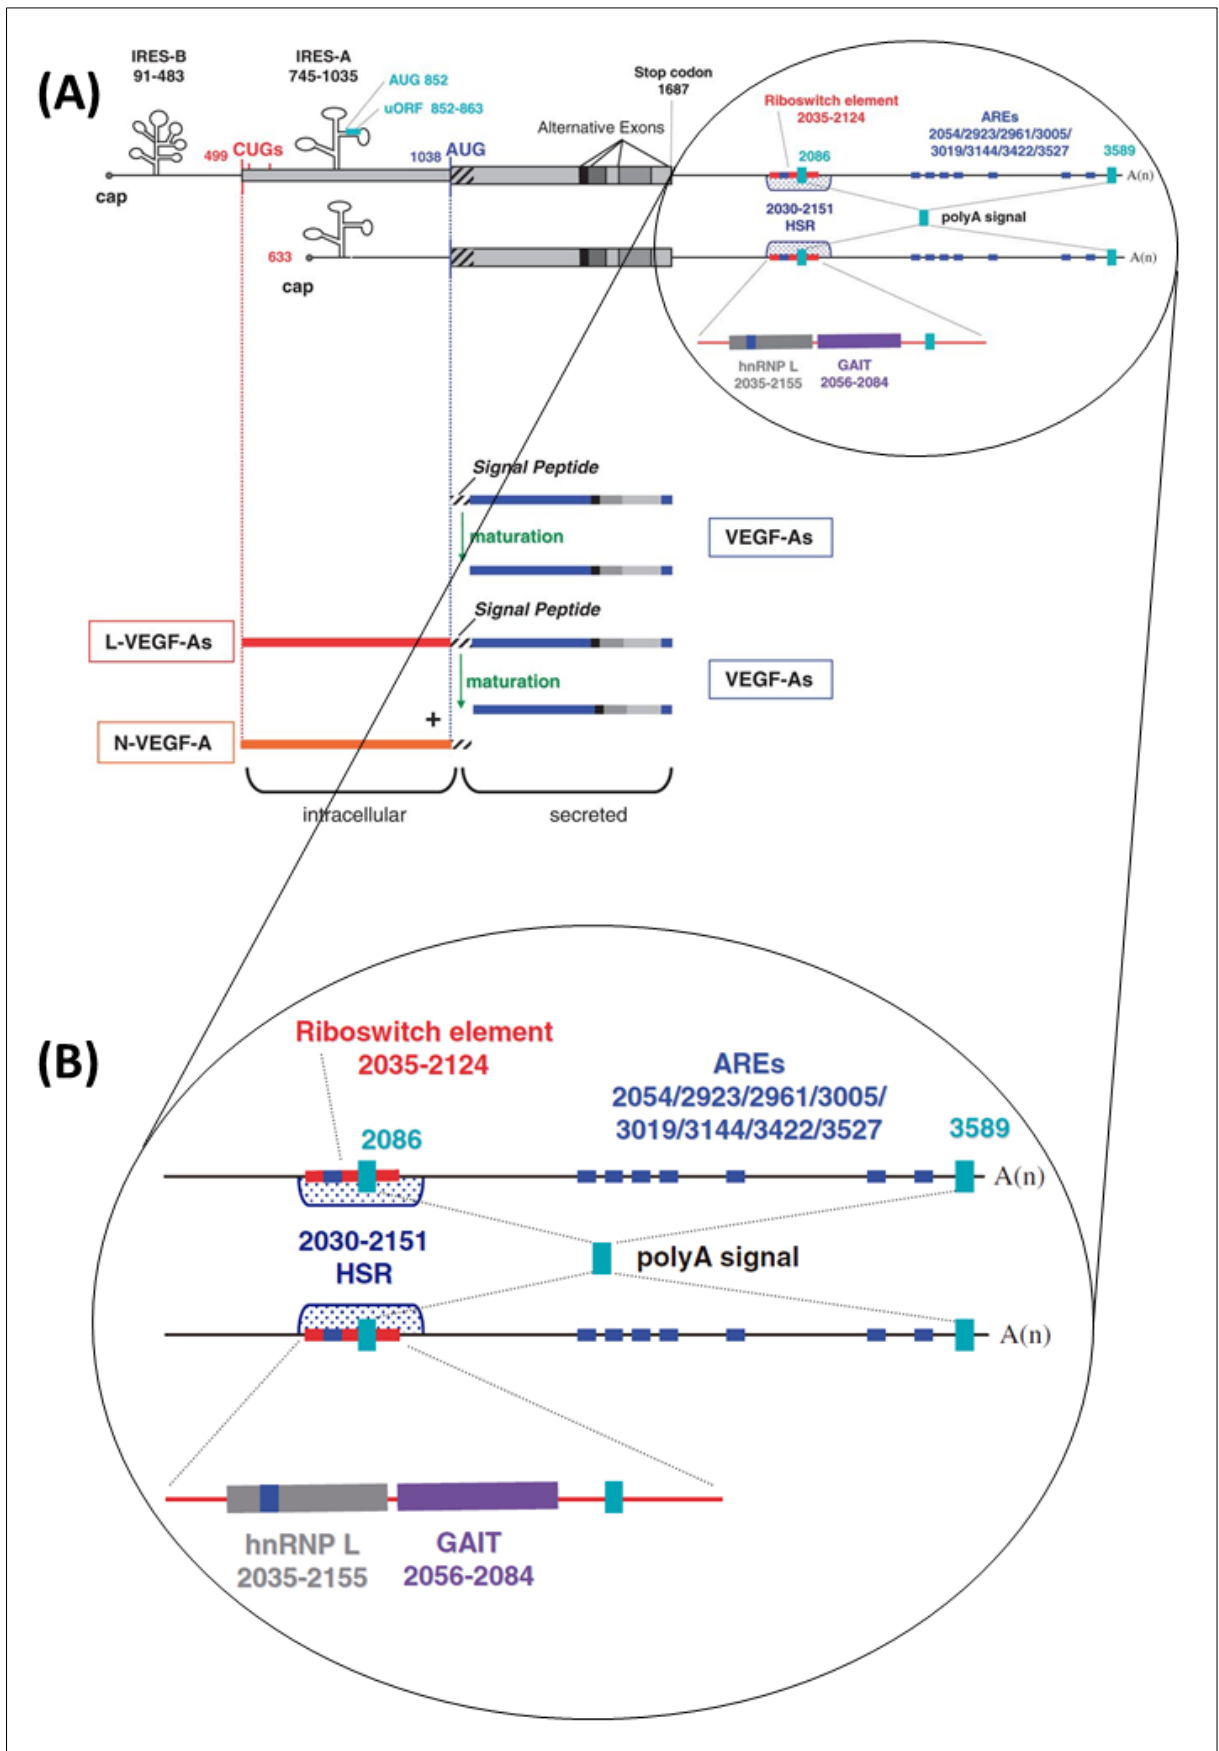 (A)
IRES-B
91-483
IRES-A
745-1035
AUG 852
uORF 852-863
Stop codon
1687
Alternative Exons
Riboswitch element
2035-2124
AREs
2054/2923/2961/3005/
3019/3144/3422/3527
499 CUGs
1038 AUG
2086
3589
cap
A(n)
2030-2151
HSR
polyA signal
633
cap
A(n)
hnRNP L
2035-2155
GAIT
2056-2084
Signal Peptide
maturation
VEGF-As
Signal Peptide
L-VEGF-As
maturation
VEGF-As
+
N-VEGF-A
intracellular
secreted
(B)
Riboswitch element
2035-2124
AREs
2054/2923/2961/3005/
3019/3144/3422/3527
2086
3589
A(n)
2030-2151
HSR
polyA signal
A(n)
hnRNP L
2035-2155
GAIT
2056-2084